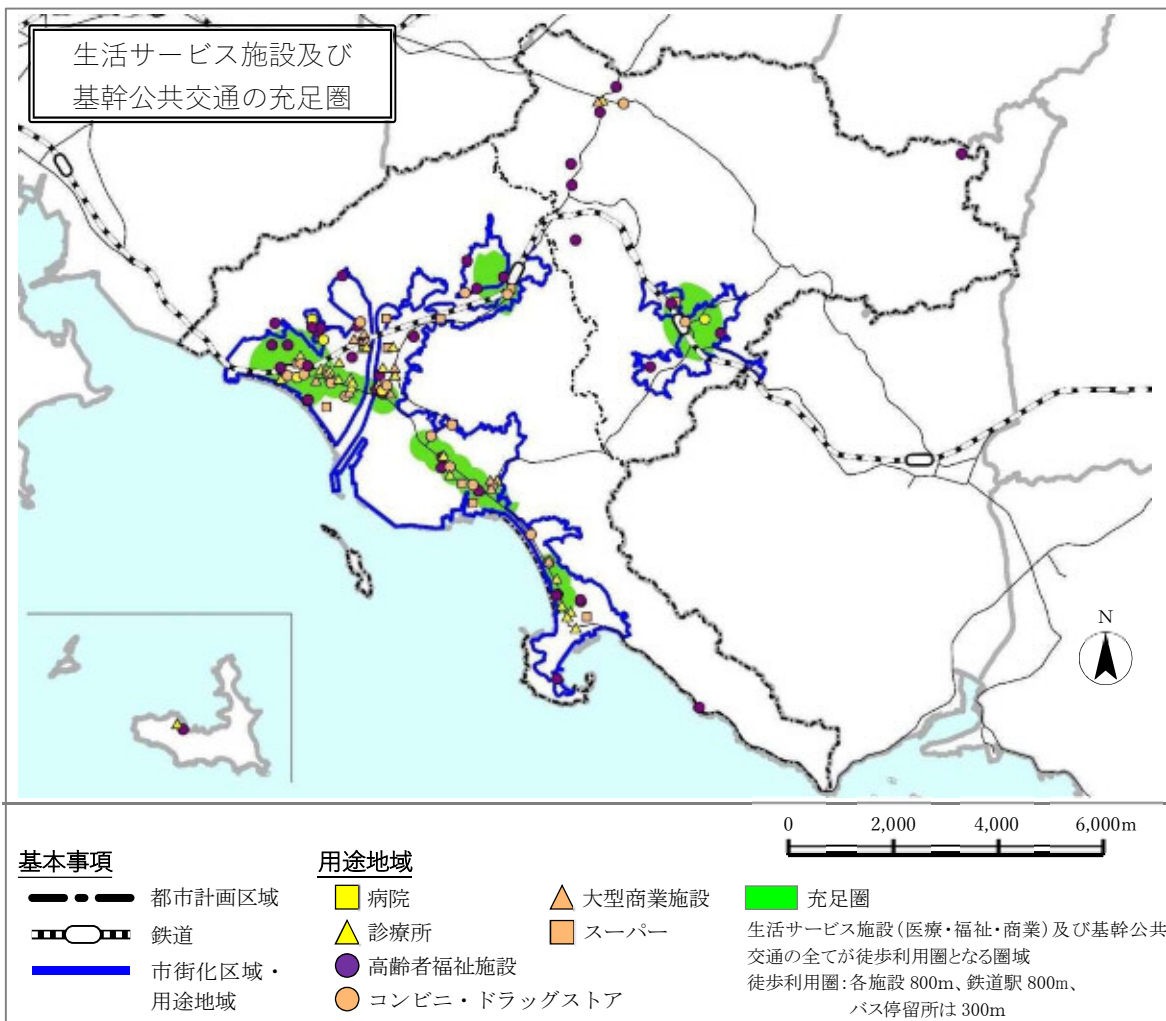 生活サービス施設及び
基幹公共交通の充足圏
N
0 2,000 4,000 6,000m
基本事項
都市計画区域
鉄道
市街化区域・
用途地域
用途地域
病院
診療所
高齢者福祉施設
コンビニ・ドラッグストア
大型商業施設
スーパー
充足圏
生活サービス施設(医療・福祉・商業)及び基幹公共
交通の全てが徒歩利用圏となる圏域
徒歩利用圏:各施設 800m、鉄道駅 800m、
バス停留所は 300m